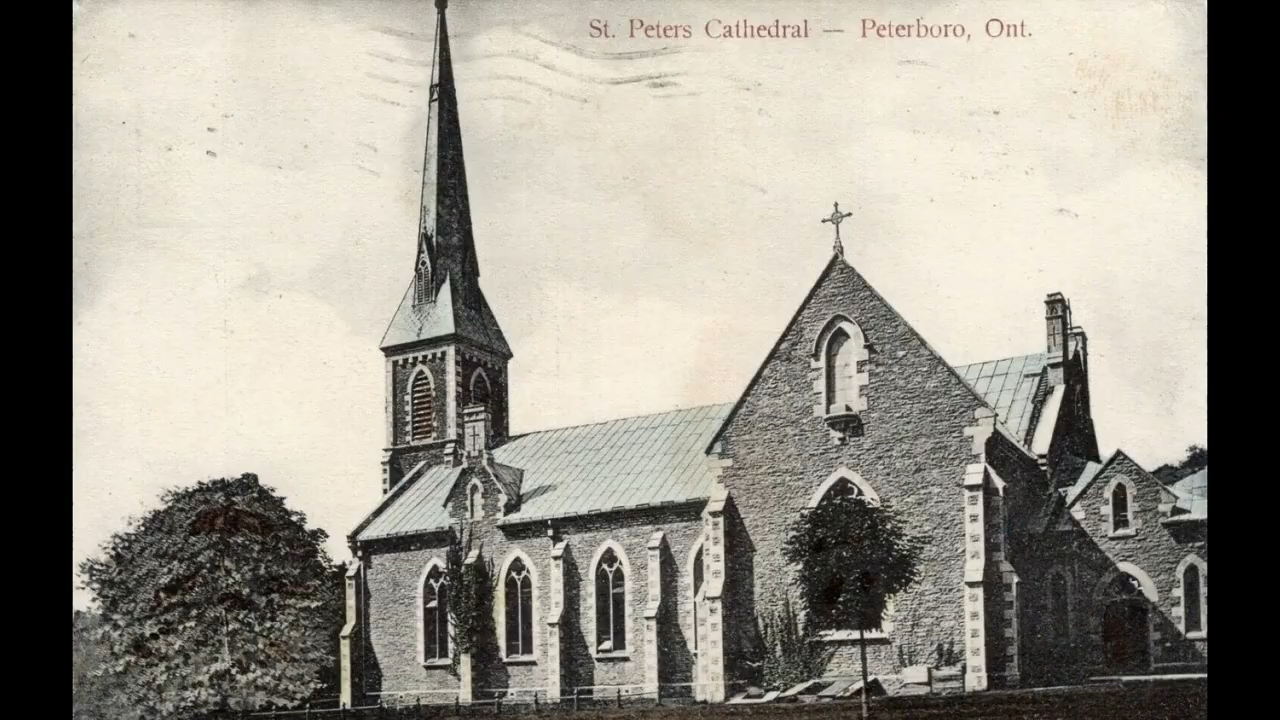 St. Peters Cathedral — Peterboro, Ont.